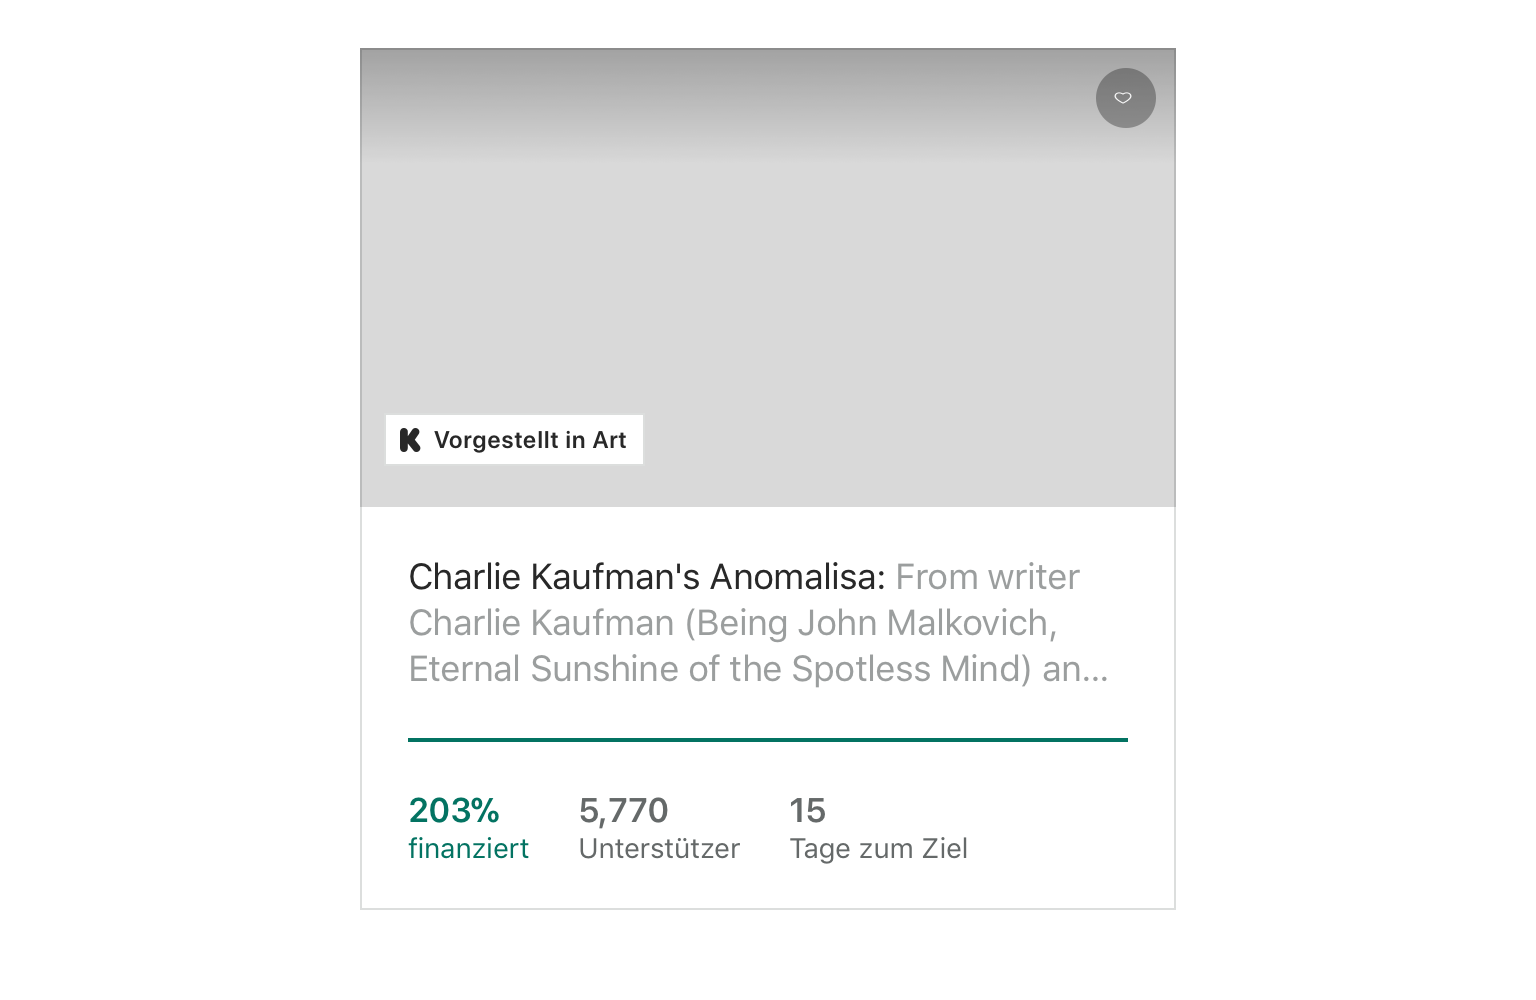 Vorgestellt in Art
Charlie Kaufman's Anomalisa: From writer
Charlie Kaufman (Being John Malkovich,
Eternal Sunshine of the Spotless Mind) an…
203% 5,770 15
finanziert Unterstützer Tage zum Ziel